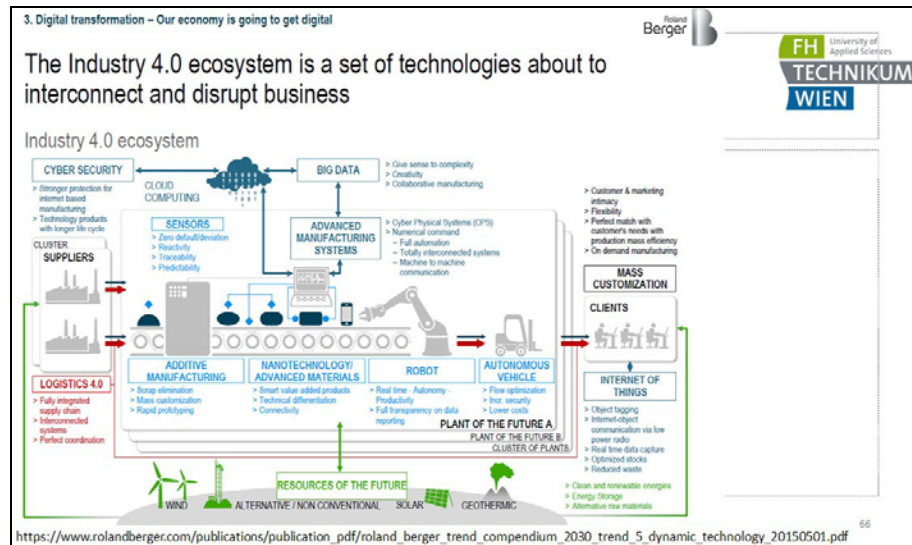 3. Digital transformation – Our economy is going to get digital
Roland
Berger
B
FH
University of
Applied Sciences
TECHNIKUM
WIEN
The Industry 4.0 ecosystem is a set of technologies about to
interconnect and disrupt business
Industry 4.0 ecosystem
CYBER SECURITY
> Stronger protection for
internet based
manufacturing
> Technology products
with longer life cycle
CLOUD
COMPUTING
BIG DATA
> Give sense to complexity
> Creativity
> Collaborative manufacturing
SENSORS
> Zero default/deviation
> Reactivity
> Traceability
> Predictability
ADVANCED
MANUFACTURING
SYSTEMS
> Cyber Physical Systems (CPS)
> Numerical command
– Full automation
– Totally interconnected systems
– Machine to machine
communication
> Customer & marketing
intimacy
> Flexibility
> Perfect match with
customer's needs with
production mass efficiency
> On demand manufacturing
MASS
CUSTOMIZATION
CLUSTER
SUPPLIERS
CLIENTS
LOGISTICS 4.0
> Fully integrated
supply chain
> Interconnected
systems
> Perfect coordination
ADDITIVE
MANUFACTURING
> Scrap elimination
> Mass customization
> Rapid prototyping
NANOTECHNOLOGY/
ADVANCED MATERIALS
> Smart value added products
> Technical differentiation
> Connectivity
ROBOT
> Real time - Autonomy -
Productivity
> Full transparency on data
reporting
AUTONOMOUS
VEHICLE
> Flow optimization
> Incr. security
> Lower costs
PLANT OF THE FUTURE A
PLANT OF THE FUTURE B
CLUSTER OF PLANTS
INTERNET OF
THINGS
> Object tagging
> Internet-object
communication via low
power radio
> Real time data capture
> Optimized stocks
> Reduced waste
RESOURCES OF THE FUTURE
WIND
ALTERNATIVE / NON CONVENTIONAL
SOLAR
GEOTHERMIC
> Clean and renewable energies
> Energy Storage
> Alternative raw materials
66
https://www.rolandberger.com/publications/publication_pdf/roland_berger_trend_compendium_2030_trend_5_dynamic_technology_20150501.pdf